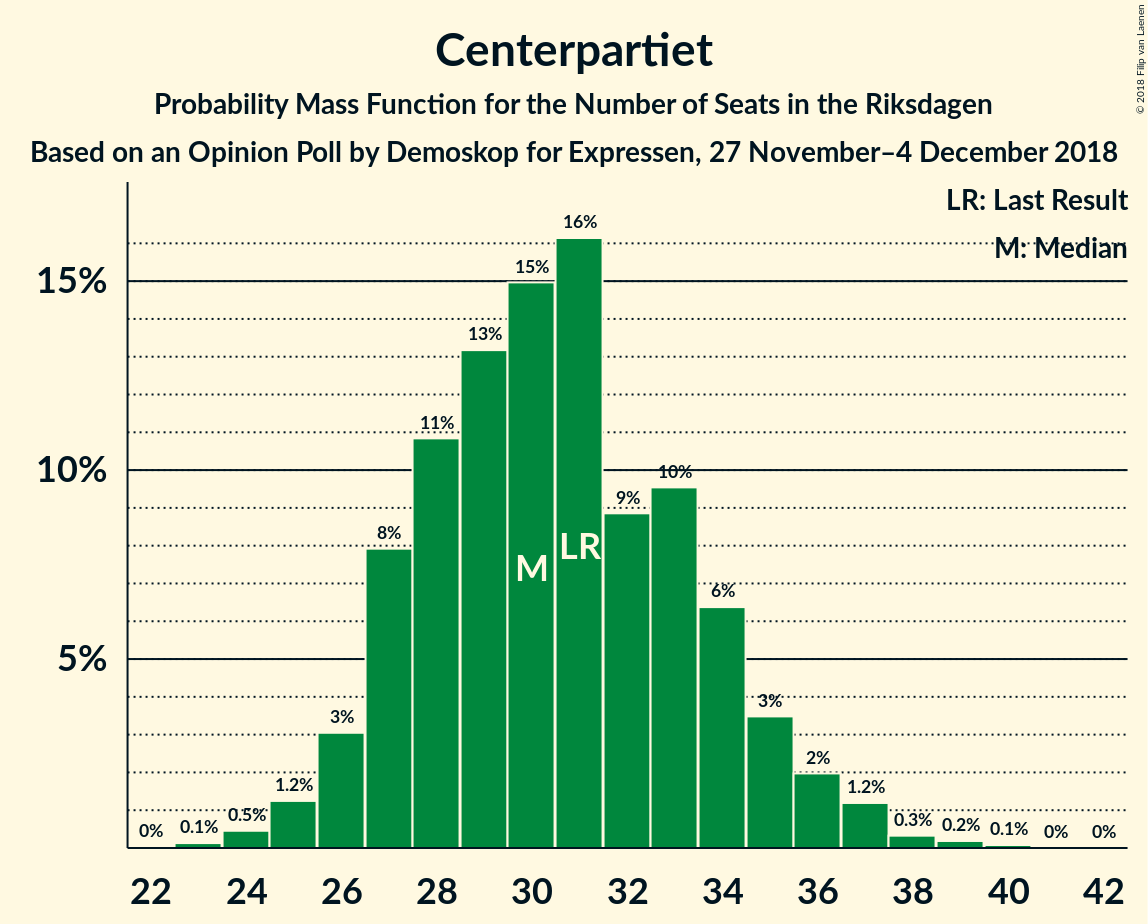 Centerpartiet
Probability Mass Function for the Number of Seats in the Riksdagen
Based on an Opinion Poll by Demoskop for Expressen, 27 November–4 December 2018
© 2018 Filip van Laenen
LR: Last Result
M: Median
15%
10%
5%
0%
0.1%
0.5%
1.2%
3%
8%
11%
13%
15%
16%
9%
10%
6%
3%
2%
1.2%
0.3%
0.2%
0.1%
0%
0%
M
LR
22 24 26 28 30 32 34 36 38 40 42